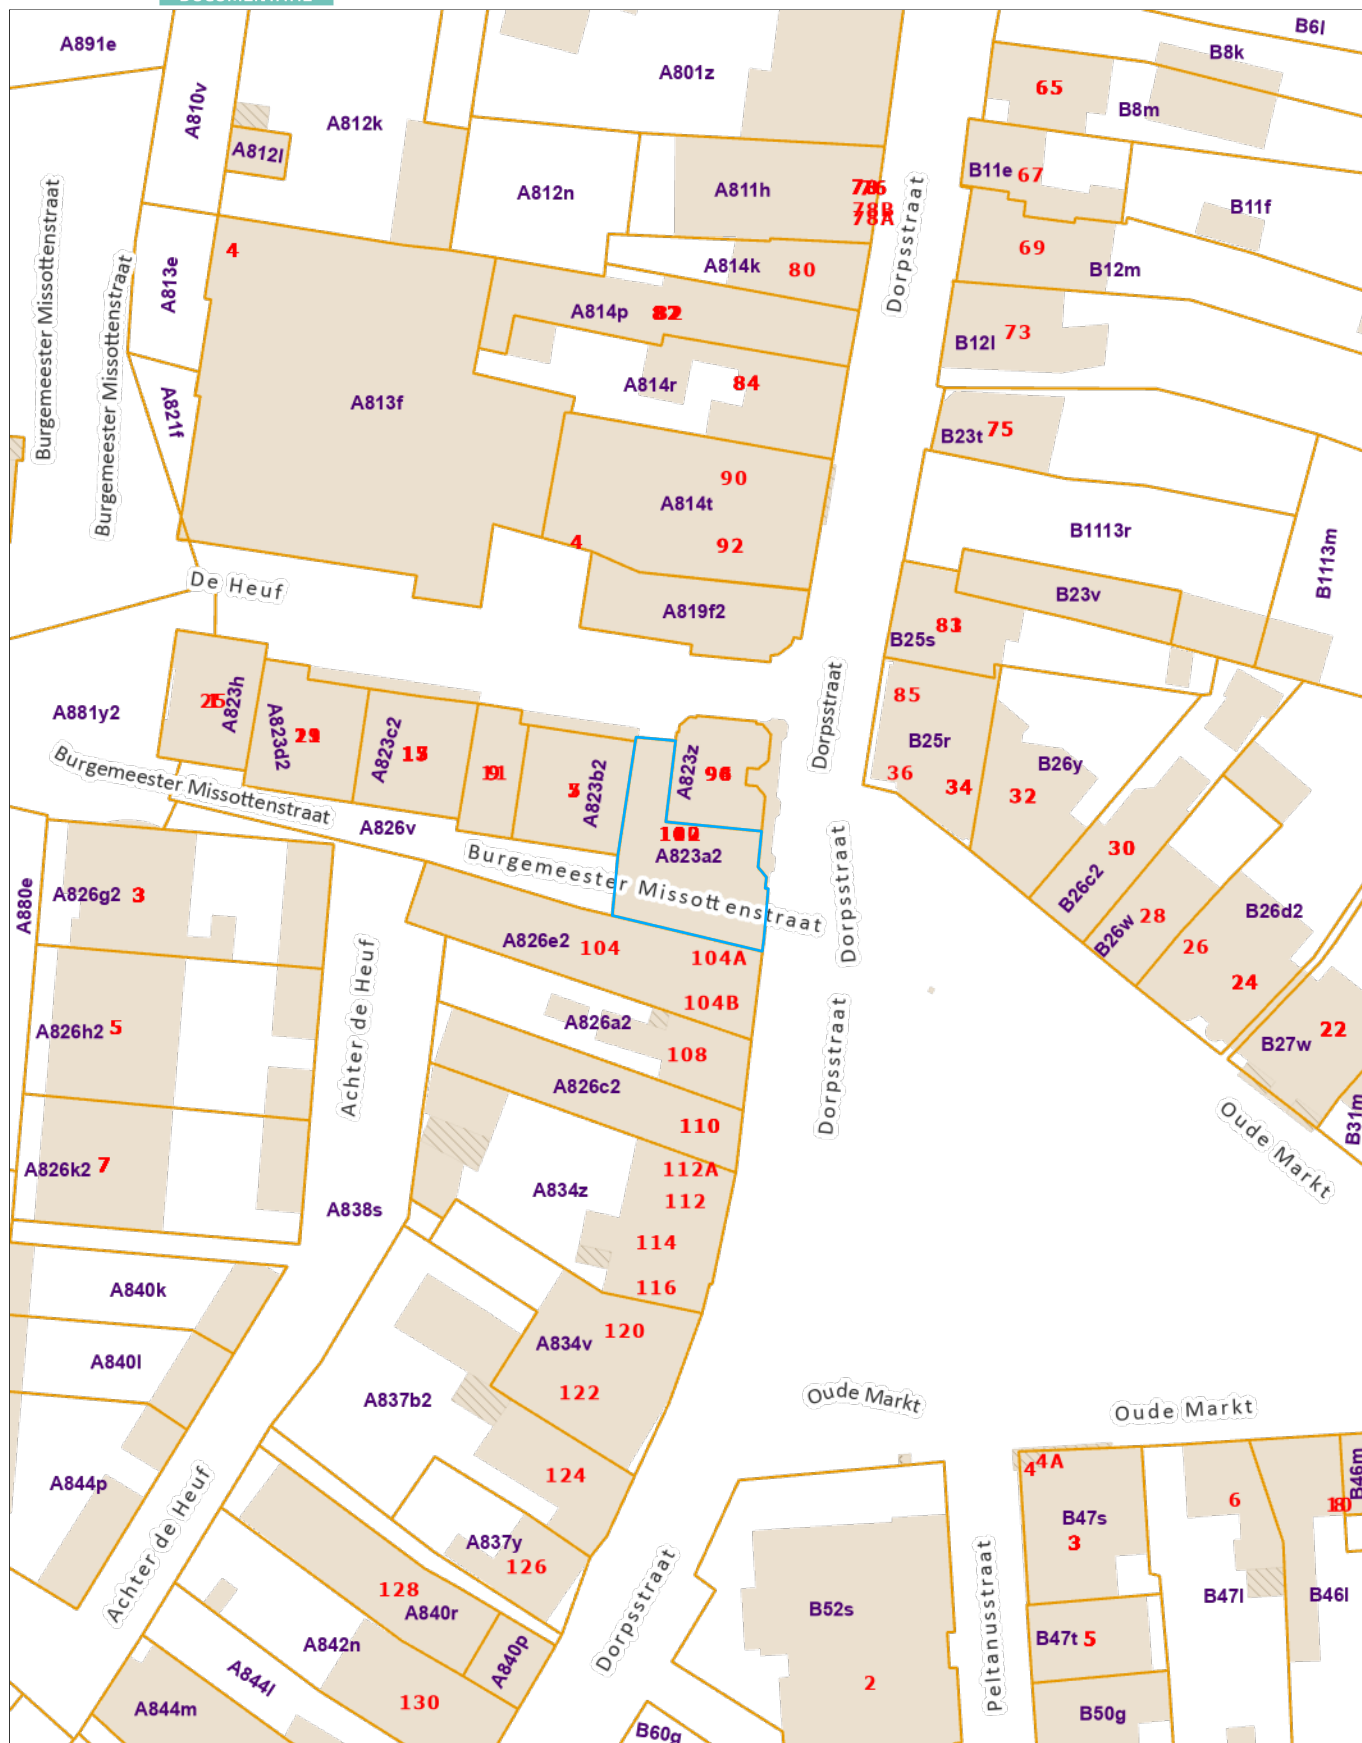 A891e
A810v
A812k
A812l
A801z
A812n
A811h
78B
78A
A814k
80
A814p
A814r
84
A813e
4
A821f
A813f
A814t
90
92
4
A819f2
Burgemeester Missottenstraat
Burgemeester Missottenstraat
De Heuf
Dorpsstraat
B6l
B8k
65
B8m
B11e
67
B11f
69
B12m
B12l
73
B23t
75
B1113r
B1113m
B23v
B25s
85
B25r
36
34
B26y
32
30
B26c2
28
B26w
26
B26d2
24
22
B27w
B31m
Oude Markt
A881y2
A823h
A823d2
A823c2
A823b2
A823z
A823a2
Dorpsstraat
Burgemeester Missottenstraat
A826v
Burgemeester Missottenstraat
Dorpsstraat
A880e
A826g2
3
A826h2
5
A826k2
7
Achter de Heuf
A826e2
104
104A
104B
A826a2
108
A826c2
110
112A
112
A834z
114
116
Dorpsstraat
A838s
A840k
A840l
A834v
120
122
A837b2
124
A844p
Achter de Heuf
A837y
126
128
A840r
A840p
A842n
A844l
130
A844m
Dorpsstraat
Oude Markt
Oude Markt
4
4A
B47s
3
6
B46m
B47l
B46l
B47t
5
B50g
B52s
2
Peltanusstraat
B60g